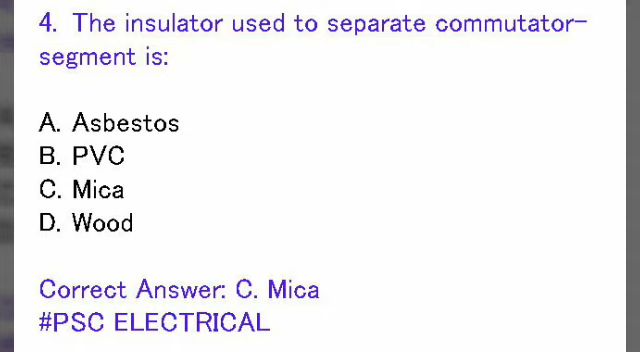 4. The insulator used to separate commutator-
segment is:
A. Asbestos
B. PVC
C. Mica
D. Wood
Correct Answer: C. Mica
#PSC ELECTRICAL